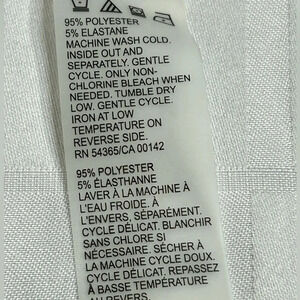 95% POLYESTER
5% ELASTANE
MACHINE WASH COLD.
INSIDE OUT AND
SEPARATELY. GENTLE
CYCLE. ONLY NON-
CHLORINE BLEACH WHEN
NEEDED. TUMBLE DRY
LOW. GENTLE CYCLE.
IRON AT LOW
TEMPERATURE ON
REVERSE SIDE.
RN 54365/CA 00142
95% POLYESTER
5% ÉLASTHANNE
LAVER À LA MACHINE À
L'EAU FROIDE. À
L'ENVERS, SÉPARÉMENT.
CYCLE DÉLICAT. BLANCHIR
SANS CHLORE SI
NÉCESSAIRE. SÉCHER À
LA MACHINE CYCLE DOUX.
CYCLE DÉLICAT. REPASSEZ
À BASSE TEMPÉRATURE
AU REVERS.